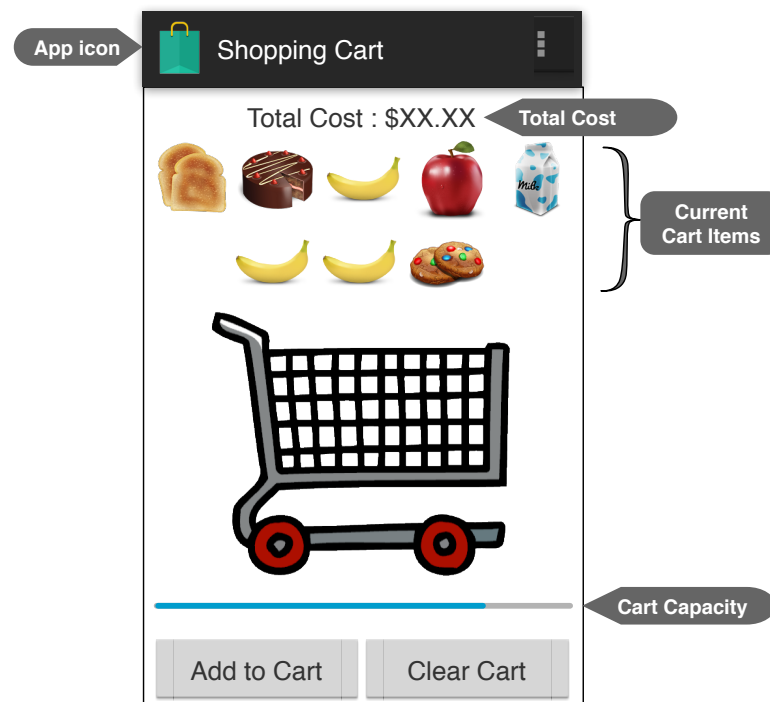 App icon
Shopping Cart
Total Cost : $XX.XX
Total Cost
Milk
Current
Cart Items
Cart Capacity
Add to Cart
Clear Cart